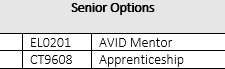 Senior Options
EL0201 AVID Mentor
CT9608 Apprenticeship